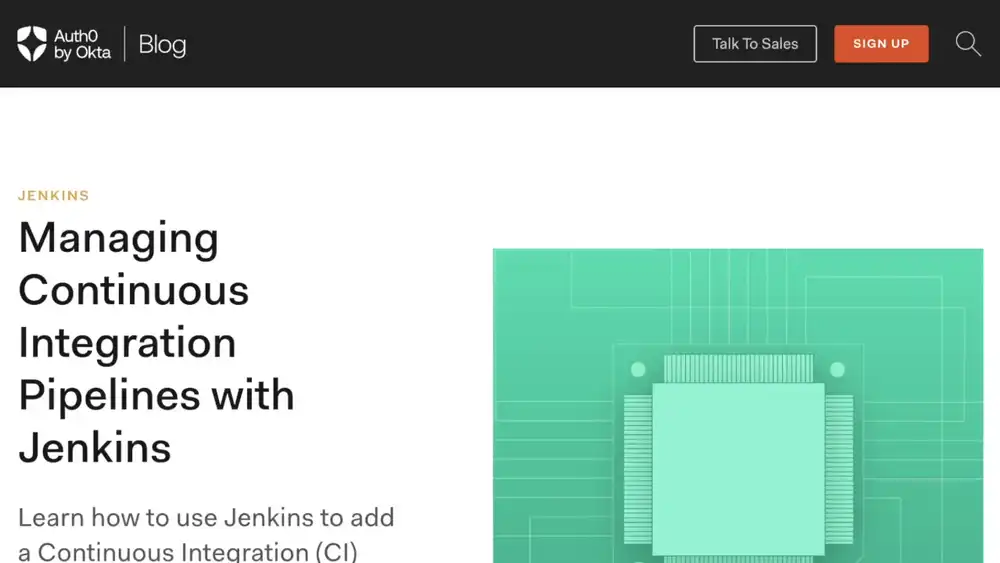 Auth0
by Okta
Blog
Talk To Sales
SIGN UP
JENKINS
Managing
Continuous
Integration
Pipelines with
Jenkins
Learn how to use Jenkins to add
a Continuous Integration (CI)